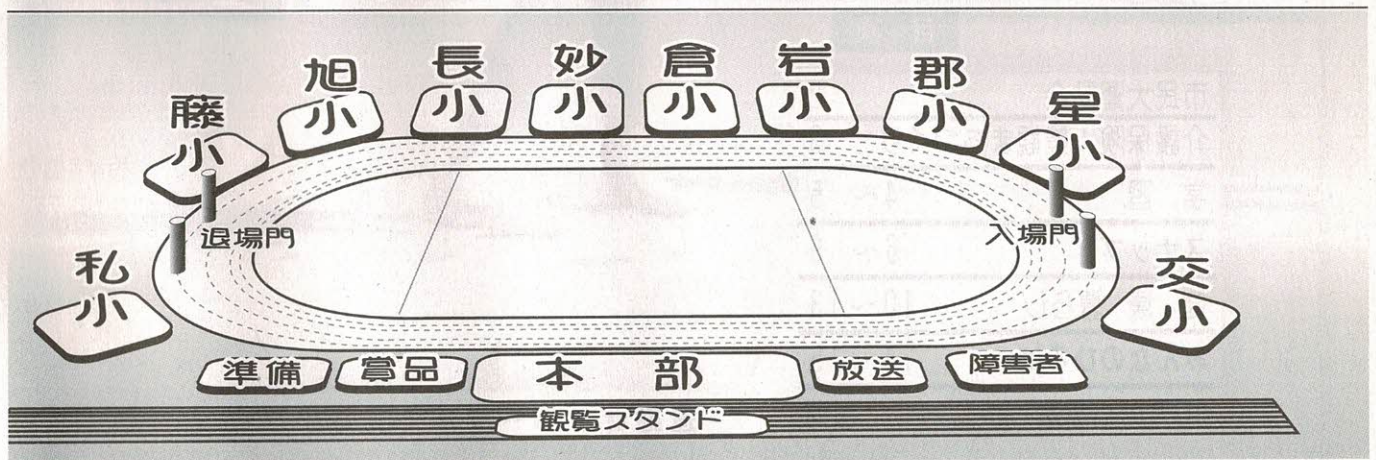 藤小
旭小
長小
妙小
倉小
岩小
郡小
星小
退場門
入場門
私小
交小
準備
賞品
本部
放送
障害者
観覧スタンド